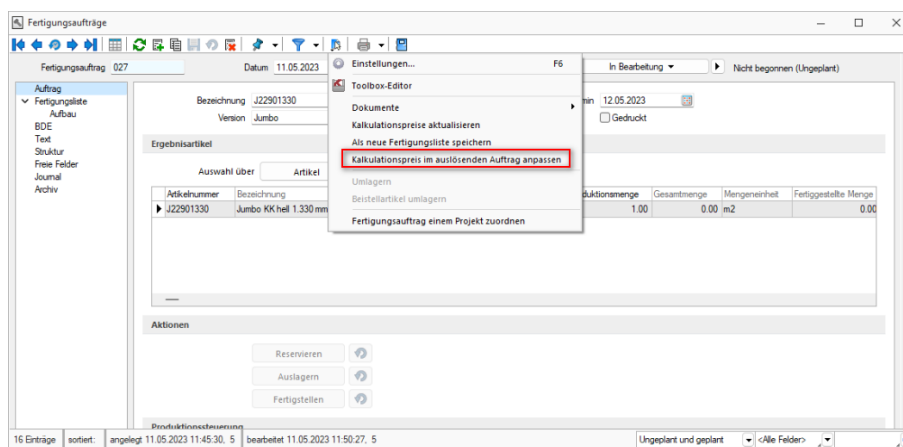 Fertigungsaufträge
Fertigungsauftrag 027 Datum 11.05.2023 In Bearbeitung Nicht begonnen (Ungeplant)
Einstellungen... F6
Toolbox-Editor
Dokumente
Kalkulationspreise aktualisieren
Als neue Fertigungsliste speichern
Kalkulationspreis im auslösenden Auftrag anpassen
Umlagern
Beistellartikel umlagern
Fertigungsauftrag einem Projekt zuordnen
Auftrag
Fertigungsliste
Aufbau
BDE
Text
Struktur
Freie Felder
Journal
Archiv
Bezeichnung J22901330 12.05.2023
Version Jumbo Gedruckt
Ergebnisartikel
Auswahl über Artikel
Artikelnummer Bezeichnung Gesamtmenge Mengeneinheit Fertiggestellte Menge
J22901330 Jumbo KK hell 1.330 mm 1.00 0.00 m2 0.00
Aktionen
Reservieren
Auslagern
Fertigstellen
Produktionssteuerung
16 Einträge sortiert: angelegt 11.05.2023 11:45:30, 5 bearbeitet 11.05.2023 11:50:27, 5 Ungeplant und geplant <Alle Felder>